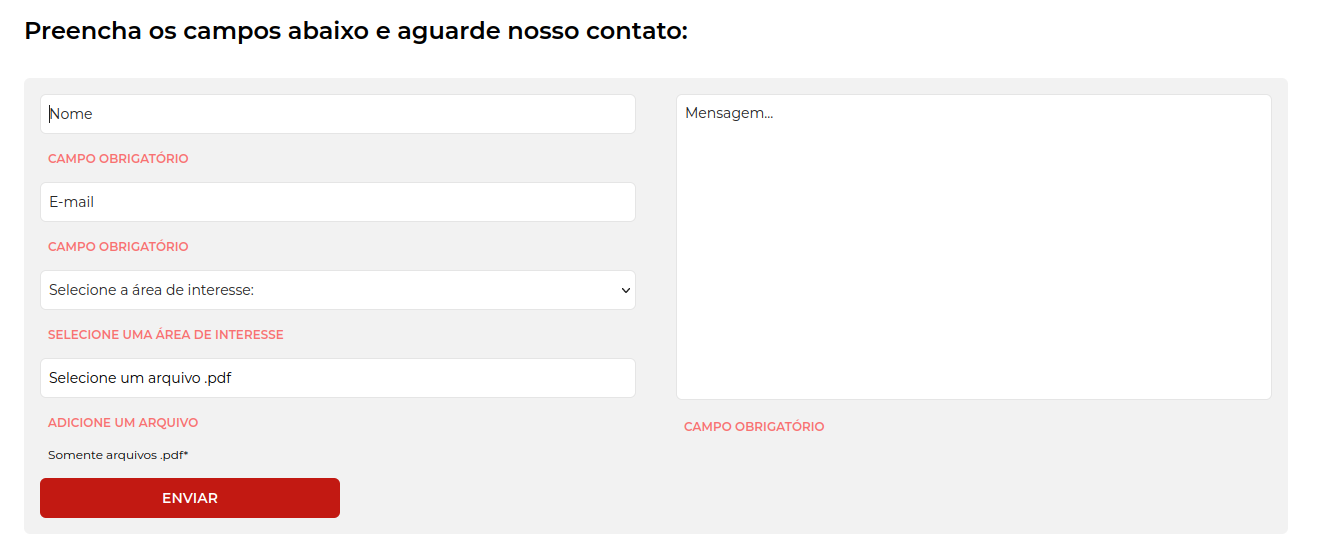 Preencha os campos abaixo e aguarde nosso contato:
Nome
CAMPO OBRIGATÓRIO
E-mail
CAMPO OBRIGATÓRIO
Selecione a área de interesse:
SELECIONE UMA ÁREA DE INTERESSE
Selecione um arquivo .pdf
ADICIONE UM ARQUIVO
Somente arquivos .pdf*
ENVIAR
Mensagem...
CAMPO OBRIGATÓRIO